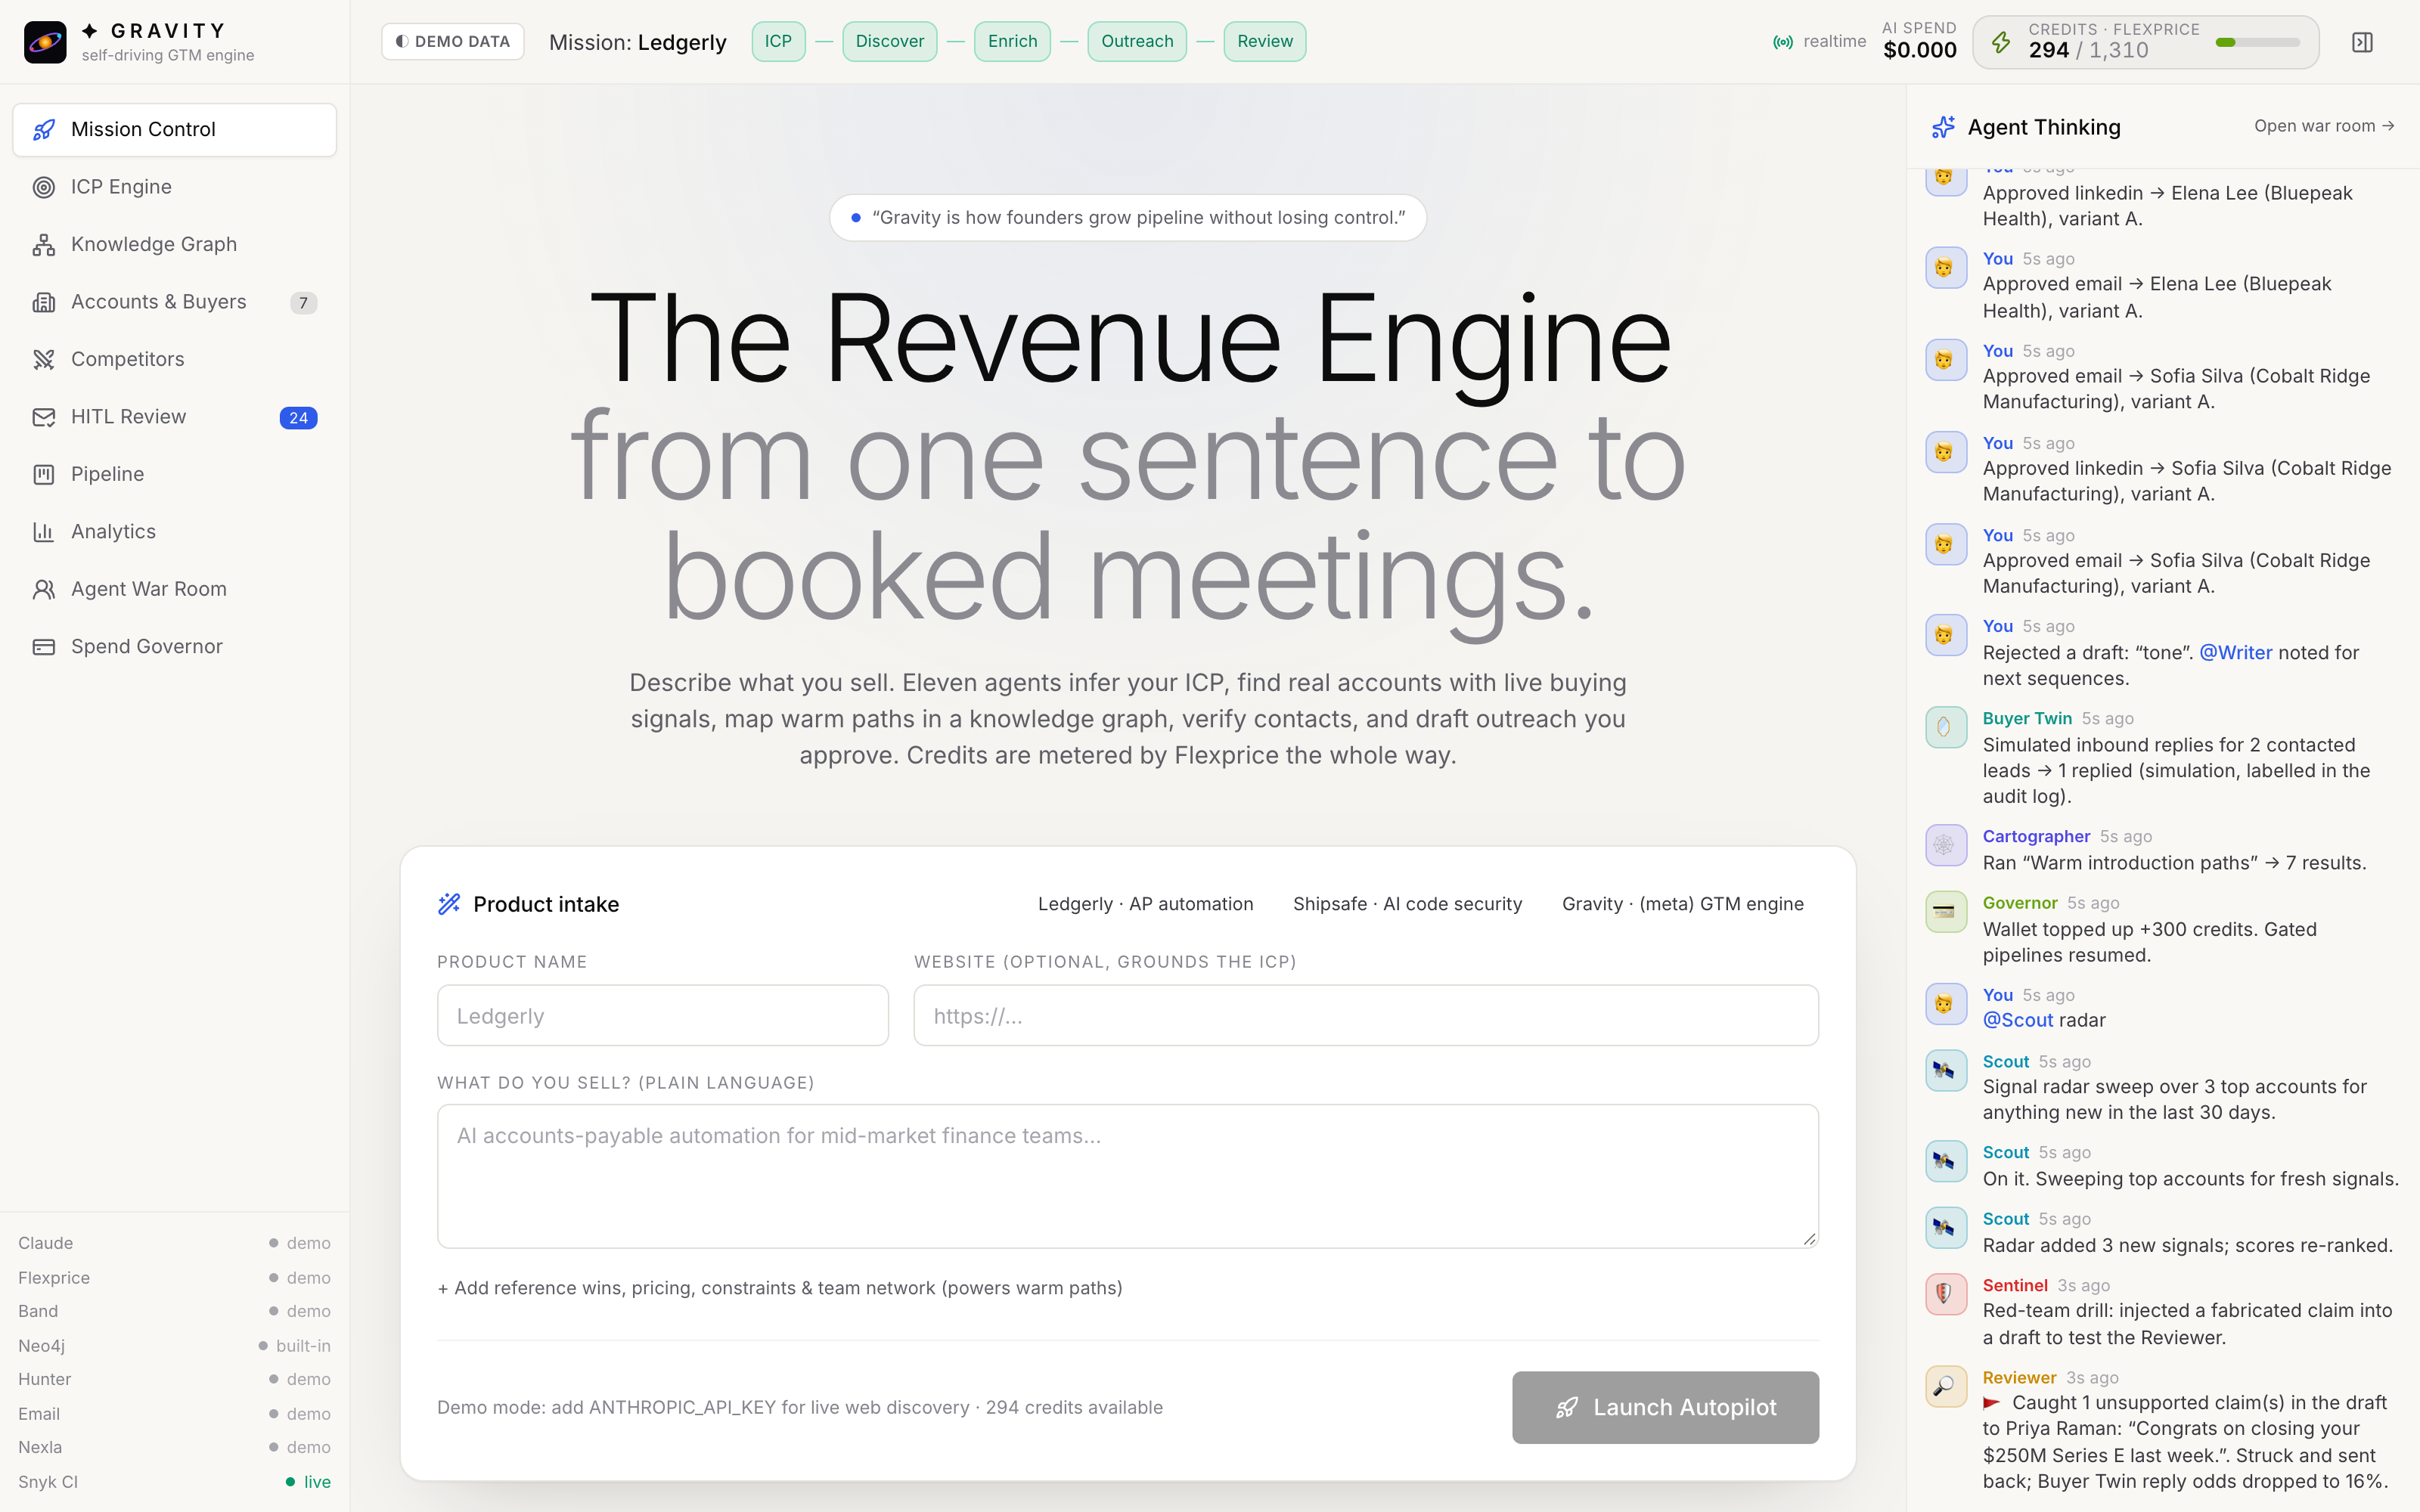 ✦ GRAVITY
self-driving GTM engine
DEMO DATA
Mission: Ledgerly
ICP
Discover
Enrich
Outreach
Review
realtime
AI SPEND
$0.000
CREDITS · FLEXPRICE
294 / 1,310
Mission Control
ICP Engine
Knowledge Graph
Accounts & Buyers 7
Competitors
HITL Review 24
Pipeline
Analytics
Agent War Room
Spend Governor
Claude demo
Flexprice demo
Band demo
Neo4j built-in
Hunter demo
Email demo
Nexla demo
Snyk CI live
“Gravity is how founders grow pipeline without losing control.”
The Revenue Engine
from one sentence to
booked meetings.
Describe what you sell. Eleven agents infer your ICP, find real accounts with live buying
signals, map warm paths in a knowledge graph, verify contacts, and draft outreach you
approve. Credits are metered by Flexprice the whole way.
Product intake
Ledgerly · AP automation
Shipsafe · AI code security
Gravity · (meta) GTM engine
PRODUCT NAME
WEBSITE (OPTIONAL, GROUNDS THE ICP)
Ledgerly
https://...
WHAT DO YOU SELL? (PLAIN LANGUAGE)
AI accounts-payable automation for mid-market finance teams...
+ Add reference wins, pricing, constraints & team network (powers warm paths)
Demo mode: add ANTHROPIC_API_KEY for live web discovery · 294 credits available
Launch Autopilot
Agent Thinking
Open war room →
You 5s ago
Approved linkedin → Elena Lee (Bluepeak
Health), variant A.
You 5s ago
Approved email → Elena Lee (Bluepeak
Health), variant A.
You 5s ago
Approved email → Sofia Silva (Cobalt Ridge
Manufacturing), variant A.
You 5s ago
Approved linkedin → Sofia Silva (Cobalt Ridge
Manufacturing), variant A.
You 5s ago
Approved email → Sofia Silva (Cobalt Ridge
Manufacturing), variant A.
You 5s ago
Rejected a draft: “tone”. @Writer noted for
next sequences.
Buyer Twin 5s ago
Simulated inbound replies for 2 contacted
leads → 1 replied (simulation, labelled in the
audit log).
Cartographer 5s ago
Ran “Warm introduction paths” → 7 results.
Governor 5s ago
Wallet topped up +300 credits. Gated
pipelines resumed.
You 5s ago
@Scout radar
Scout 5s ago
Signal radar sweep over 3 top accounts for
anything new in the last 30 days.
Scout 5s ago
On it. Sweeping top accounts for fresh signals.
Scout 5s ago
Radar added 3 new signals; scores re-ranked.
Sentinel 3s ago
Red-team drill: injected a fabricated claim into
a draft to test the Reviewer.
Reviewer 3s ago
🚩 Caught 1 unsupported claim(s) in the draft
to Priya Raman: “Congrats on closing your
$250M Series E last week.”. Struck and sent
back; Buyer Twin reply odds dropped to 16%.